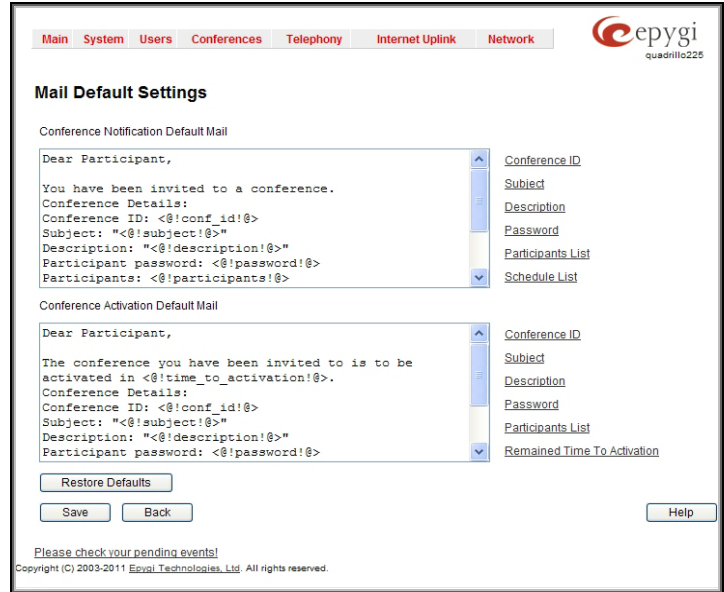 Main System Users Conferences Telephony Internet Uplink Network
epygi
quadrillo225
Mail Default Settings
Conference Notification Default Mail
Dear Participant,
You have been invited to a conference.
Conference Details:
Conference ID: <@!conf_id!@>
Subject: "<@!subject!@>"
Description: "<@!description!@>"
Participant password: <@!password!@>
Participants: <@!participants!@>
Conference ID
Subject
Description
Password
Participants List
Schedule List
Conference Activation Default Mail
Dear Participant,
The conference you have been invited to is to be
activated in <@!time_to_activation!@>.
Conference Details:
Conference ID: <@!conf_id!@>
Subject: "<@!subject!@>"
Description: "<@!description!@>"
Participant password: <@!password!@>
Conference ID
Subject
Description
Password
Participants List
Remained Time To Activation
Restore Defaults
Save Back Help
Please check your pending events!
Copyright (C) 2003-2011 Epygi Technologies, Ltd. All rights reserved.